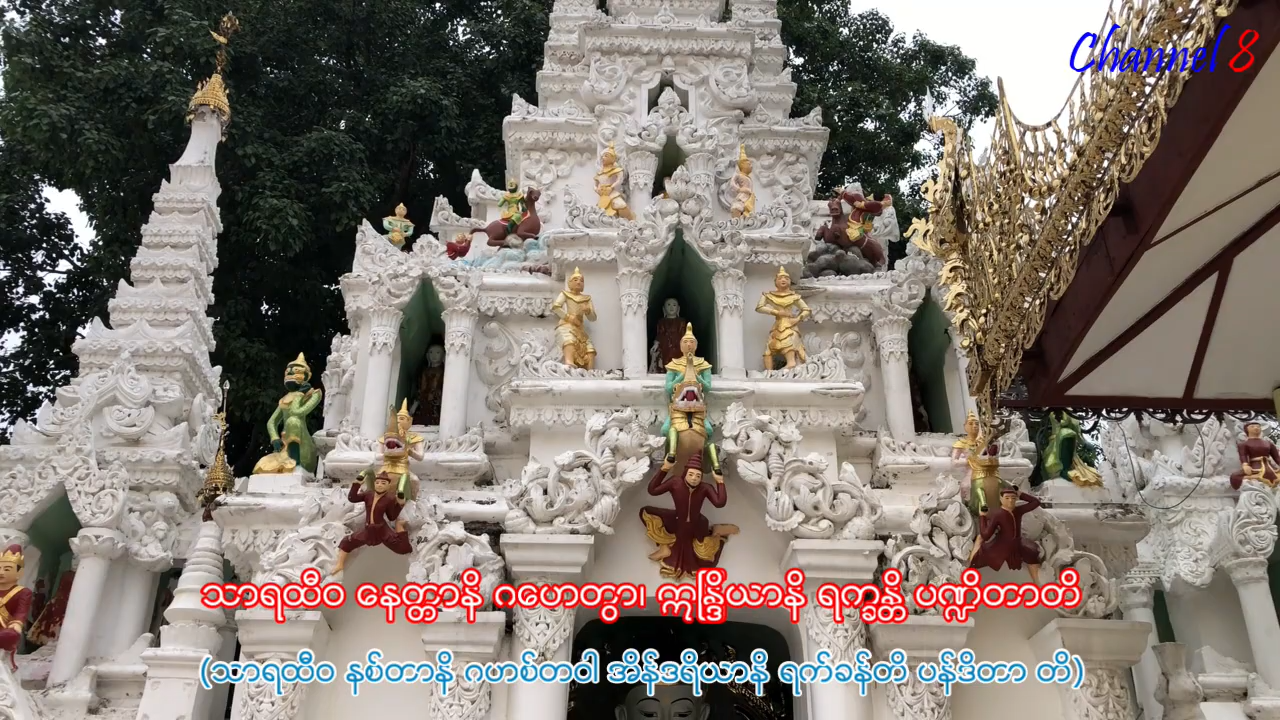 Channel 8
သာရထီဝ နေတ္တာနိ ဂဟေတွာ၊ ဣန္ဒြိယာနိ ရက္ခန္တိ ပဏ္ဍိတာတိ
(သာရထီဝ နစ်တာနိ ဂဟစ်တဝါ အိန်ဒရိယာနိ ရက်ခန်တိ ပန်ဒိတာ တိ)